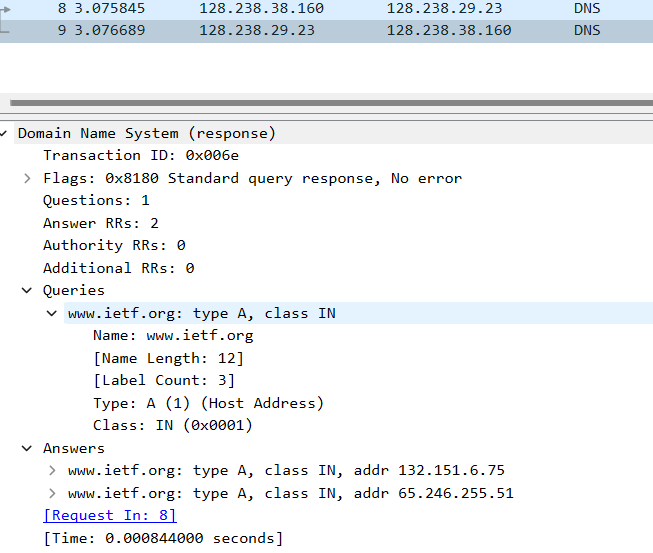 8 3.075845 128.238.38.160 128.238.29.23 DNS
9 3.076689 128.238.29.23 128.238.38.160 DNS
Domain Name System (response)
Transaction ID: 0x006e
Flags: 0x8180 Standard query response, No error
Questions: 1
Answer RRs: 2
Authority RRs: 0
Additional RRs: 0
Queries
www.ietf.org: type A, class IN
Name: www.ietf.org
[Name Length: 12]
[Label Count: 3]
Type: A (1) (Host Address)
Class: IN (0x0001)
Answers
www.ietf.org: type A, class IN, addr 132.151.6.75
www.ietf.org: type A, class IN, addr 65.246.255.51
[Request In: 8]
[Time: 0.000844000 seconds]